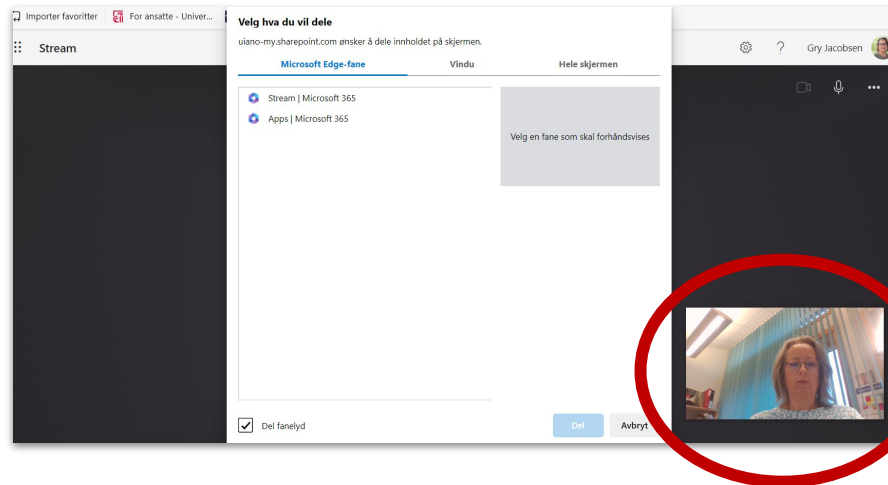 Importer favoritter
For ansatte - Univer...
Stream
? Gry Jacobsen
Velg hva du vil dele
uiano-my.sharepoint.com ønsker å dele innholdet på skjermen.
Microsoft Edge-fane Vindu Hele skjermen
Stream | Microsoft 365
Apps | Microsoft 365
Velg en fane som skal forhåndsvises
Del fanelyd
Del Avbryt